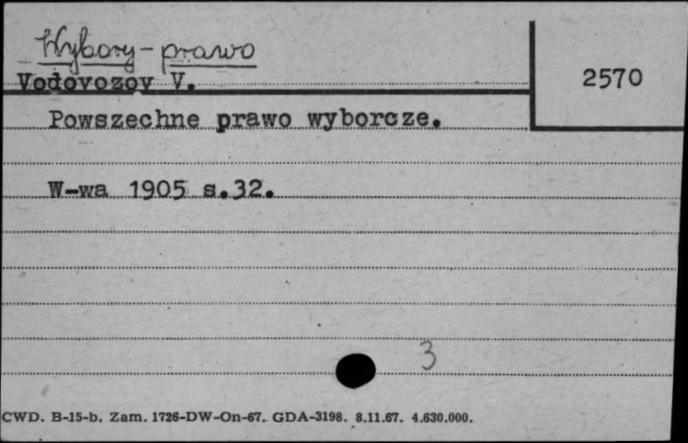 Wybory - prawo
Vodovozov V.
2570
Powszechne prawo wyborcze.
W-wa 1905 s.32.
3
CWD. B-15-b. Zam. 1726-DW-On-67. GDA-3198. 8.11.67. 4.630.000.